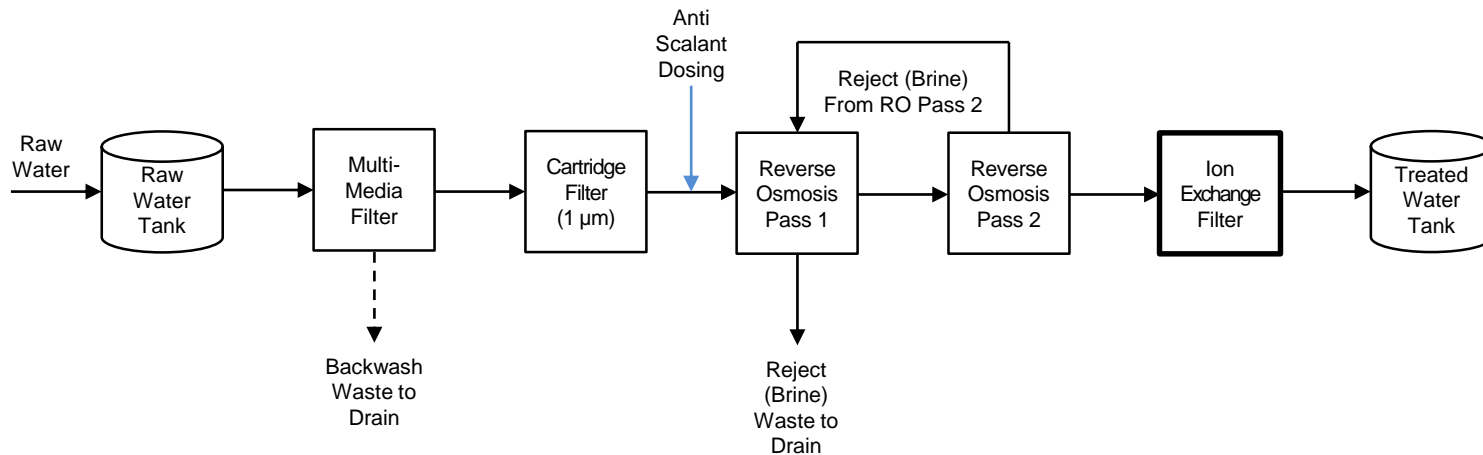 Anti
Scalant
Dosing
Reject (Brine)
From RO Pass 2
Raw
Water
Raw
Water
Tank
Multi-
Media
Filter
Cartridge
Filter
(1 µm)
Reverse
Osmosis
Pass 1
Reverse
Osmosis
Pass 2
Ion
Exchange
Filter
Treated
Water
Tank
Backwash
Waste to
Drain
Reject
(Brine)
Waste to
Drain